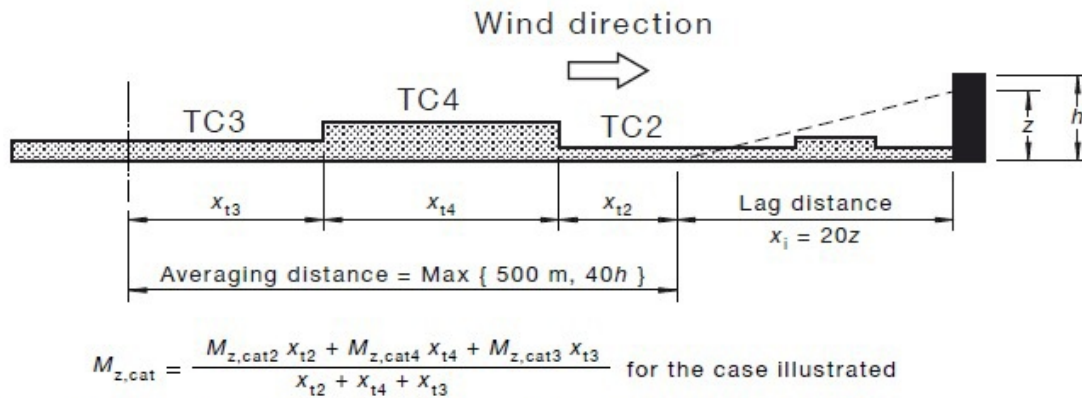 Wind direction
TC3
TC4
TC2
z
h
x_t3
x_t4
x_t2
Lag distance
x_i = 20z
Averaging distance = Max { 500 m, 40h }
M_z,cat = (M_z,cat2 x_t2 + M_z,cat4 x_t4 + M_z,cat3 x_t3) / (x_t2 + x_t4 + x_t3) for the case illustrated